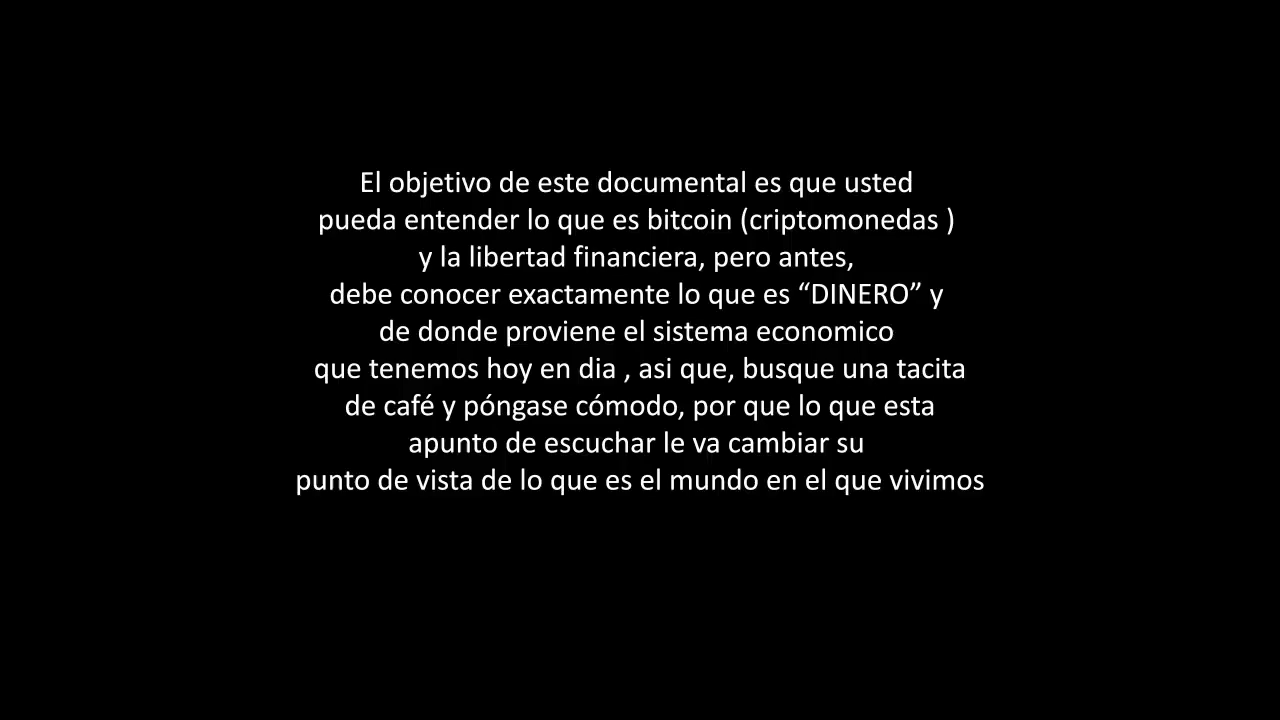 El objetivo de este documental es que usted
pueda entender lo que es bitcoin (criptomonedas )
y la libertad financiera, pero antes,
debe conocer exactamente lo que es “DINERO” y
de donde proviene el sistema economico
que tenemos hoy en dia , asi que, busque una tacita
de café y póngase cómodo, por que lo que esta
apunto de escuchar le va cambiar su
punto de vista de lo que es el mundo en el que vivimos